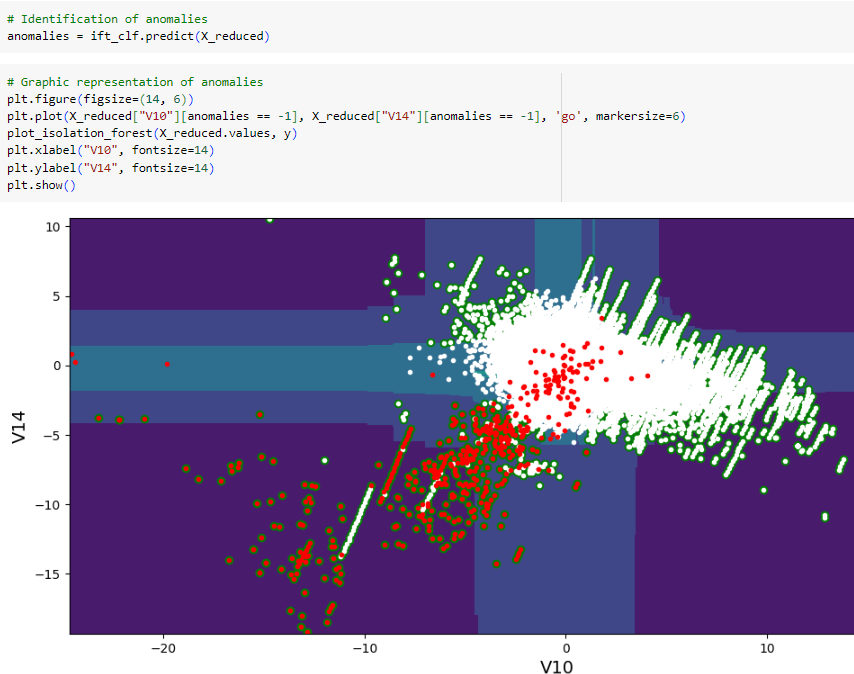 # Identification of anomalies
anomalies = ift_clf.predict(X_reduced)
# Graphic representation of anomalies
plt.figure(figsize=(14, 6))
plt.plot(X_reduced["V10"][anomalies == -1], X_reduced["V14"][anomalies == -1], 'go', markersize=6)
plot_isolation_forest(X_reduced.values, y)
plt.xlabel("V10", fontsize=14)
plt.ylabel("V14", fontsize=14)
plt.show()
10
5
0
−5
−10
−15
V14
−20
−10
0
10
V10